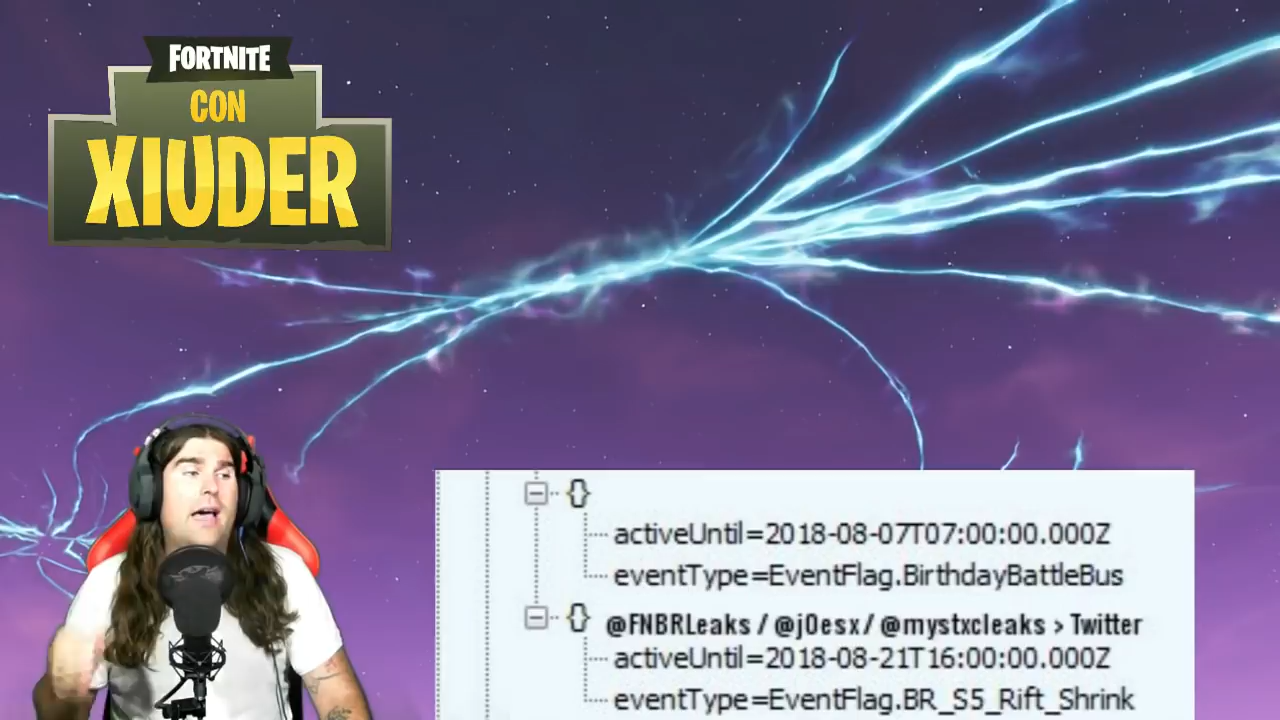 FORTNITE
CON
XIUDER
{}
activeUntil=2018-08-07T07:00:00.000Z
eventType=EventFlag.BirthdayBattleBus
{} @FNBRLeaks / @j0esx / @mystxcleaks > Twitter
activeUntil=2018-08-21T16:00:00.000Z
eventType=EventFlag.BR_S5_Rift_Shrink